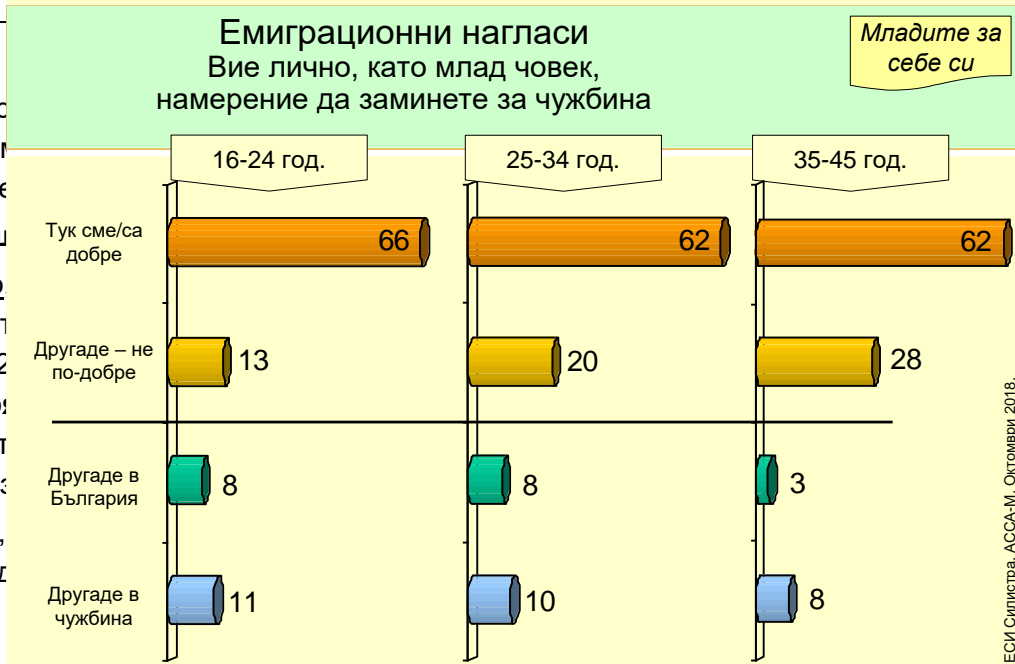 Емиграционни нагласи
Вие лично, като млад човек,
намерение да заминете за чужбина
Младите за
себе си
16-24 год.
25-34 год.
35-45 год.
Тук сме/са
добре
66
62
62
Другаде – не
по-добре
13
20
28
Другаде в
България
8
8
3
Другаде в
чужбина
11
10
8
ЕСИ Силистра. АССА-М. Октомври 2018.